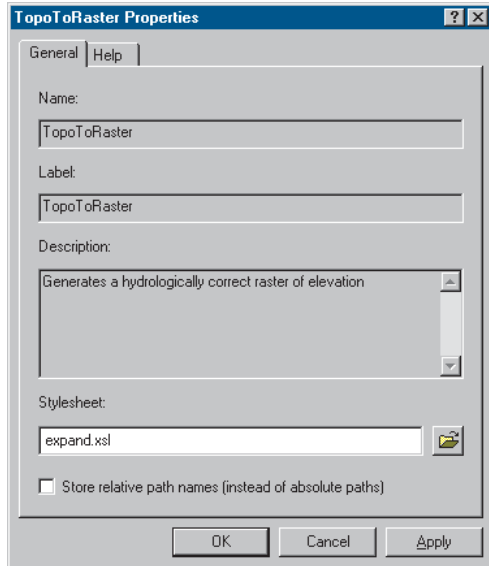 TopoToRaster Properties
General Help
Name:
TopoToRaster
Label:
TopoToRaster
Description:
Generates a hydrologically correct raster of elevation
Stylesheet:
expand.xsl
Store relative path names (instead of absolute paths)
OK Cancel Apply